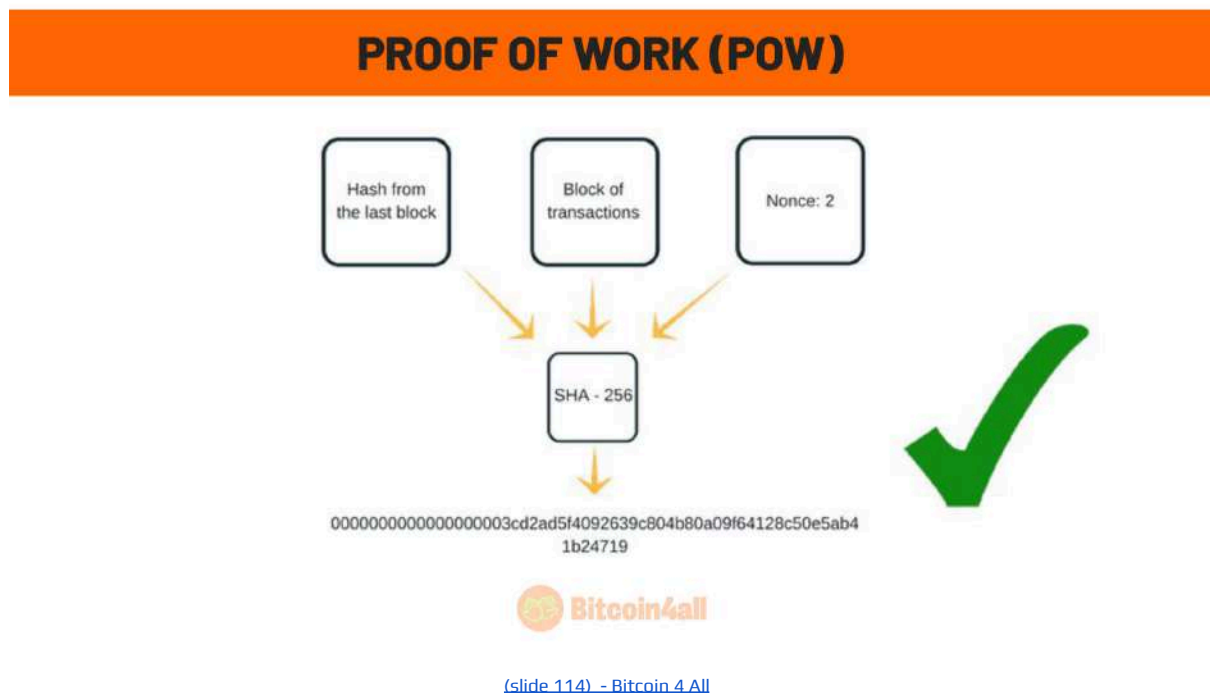 PROOF OF WORK (POW)
Hash from
the last block
Block of
transactions
Nonce: 2
SHA - 256
0000000000000000003cd2ad5f4092639c804b80a09f64128c50e5ab4
1b24719
Bitcoin4all
(slide 114) - Bitcoin 4 All